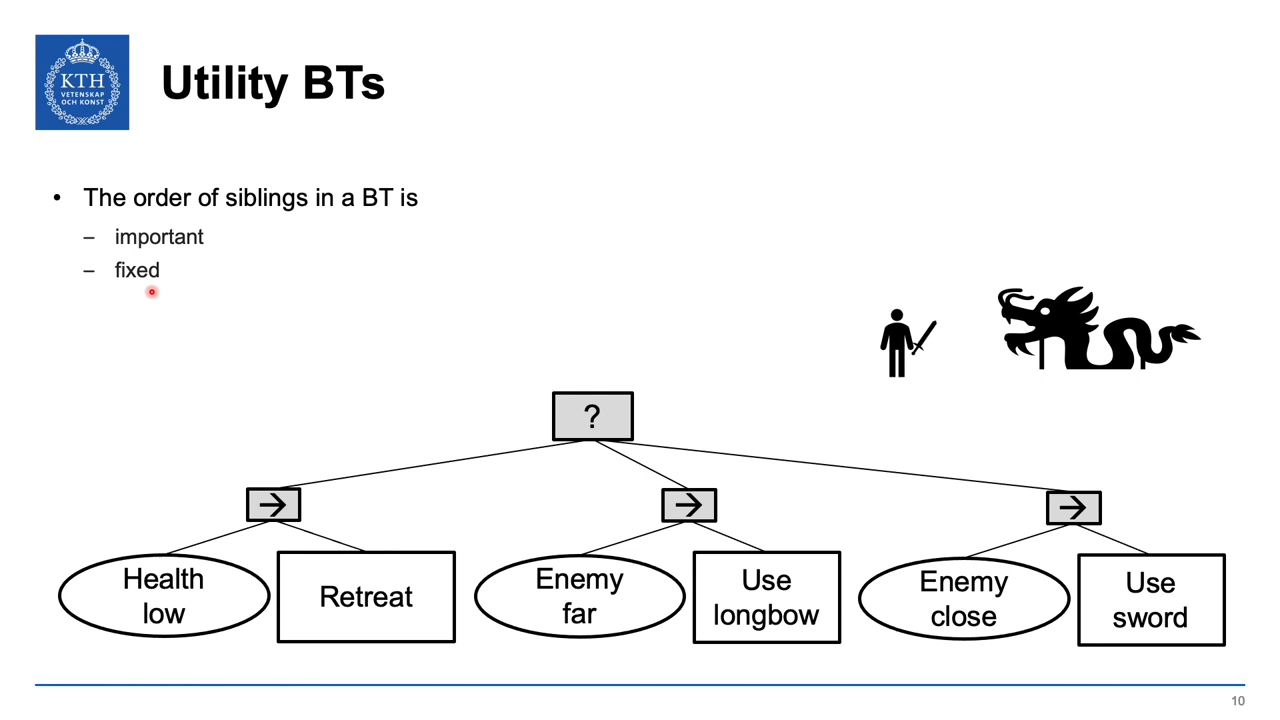 KTH
VETENSKAP
OCH KONST
Utility BTs
• The order of siblings in a BT is
– important
– fixed
?
→
→
→
Health
low
Retreat
Enemy
far
Use
longbow
Enemy
close
Use
sword
10